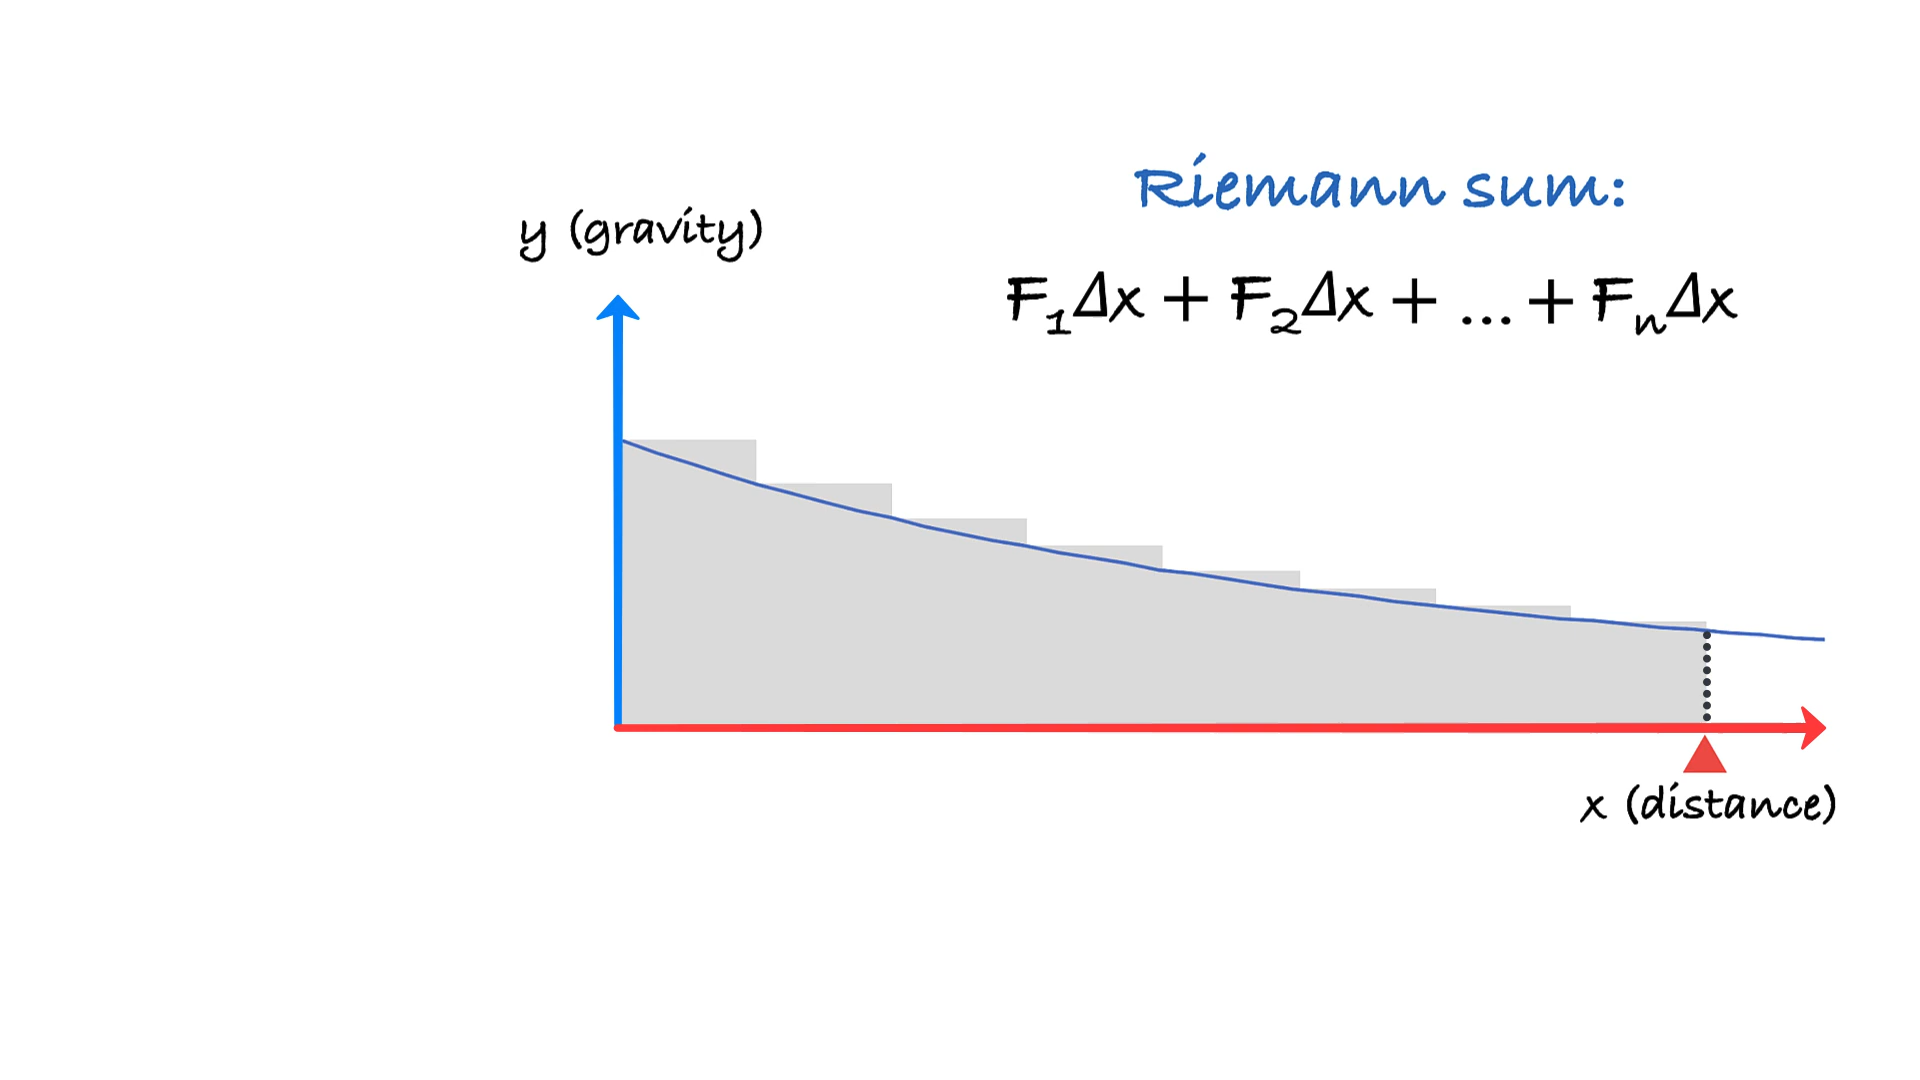 Riemann sum:
y (gravity)
F₁Δx + F₂Δx + ... + FₙΔx
x (distance)